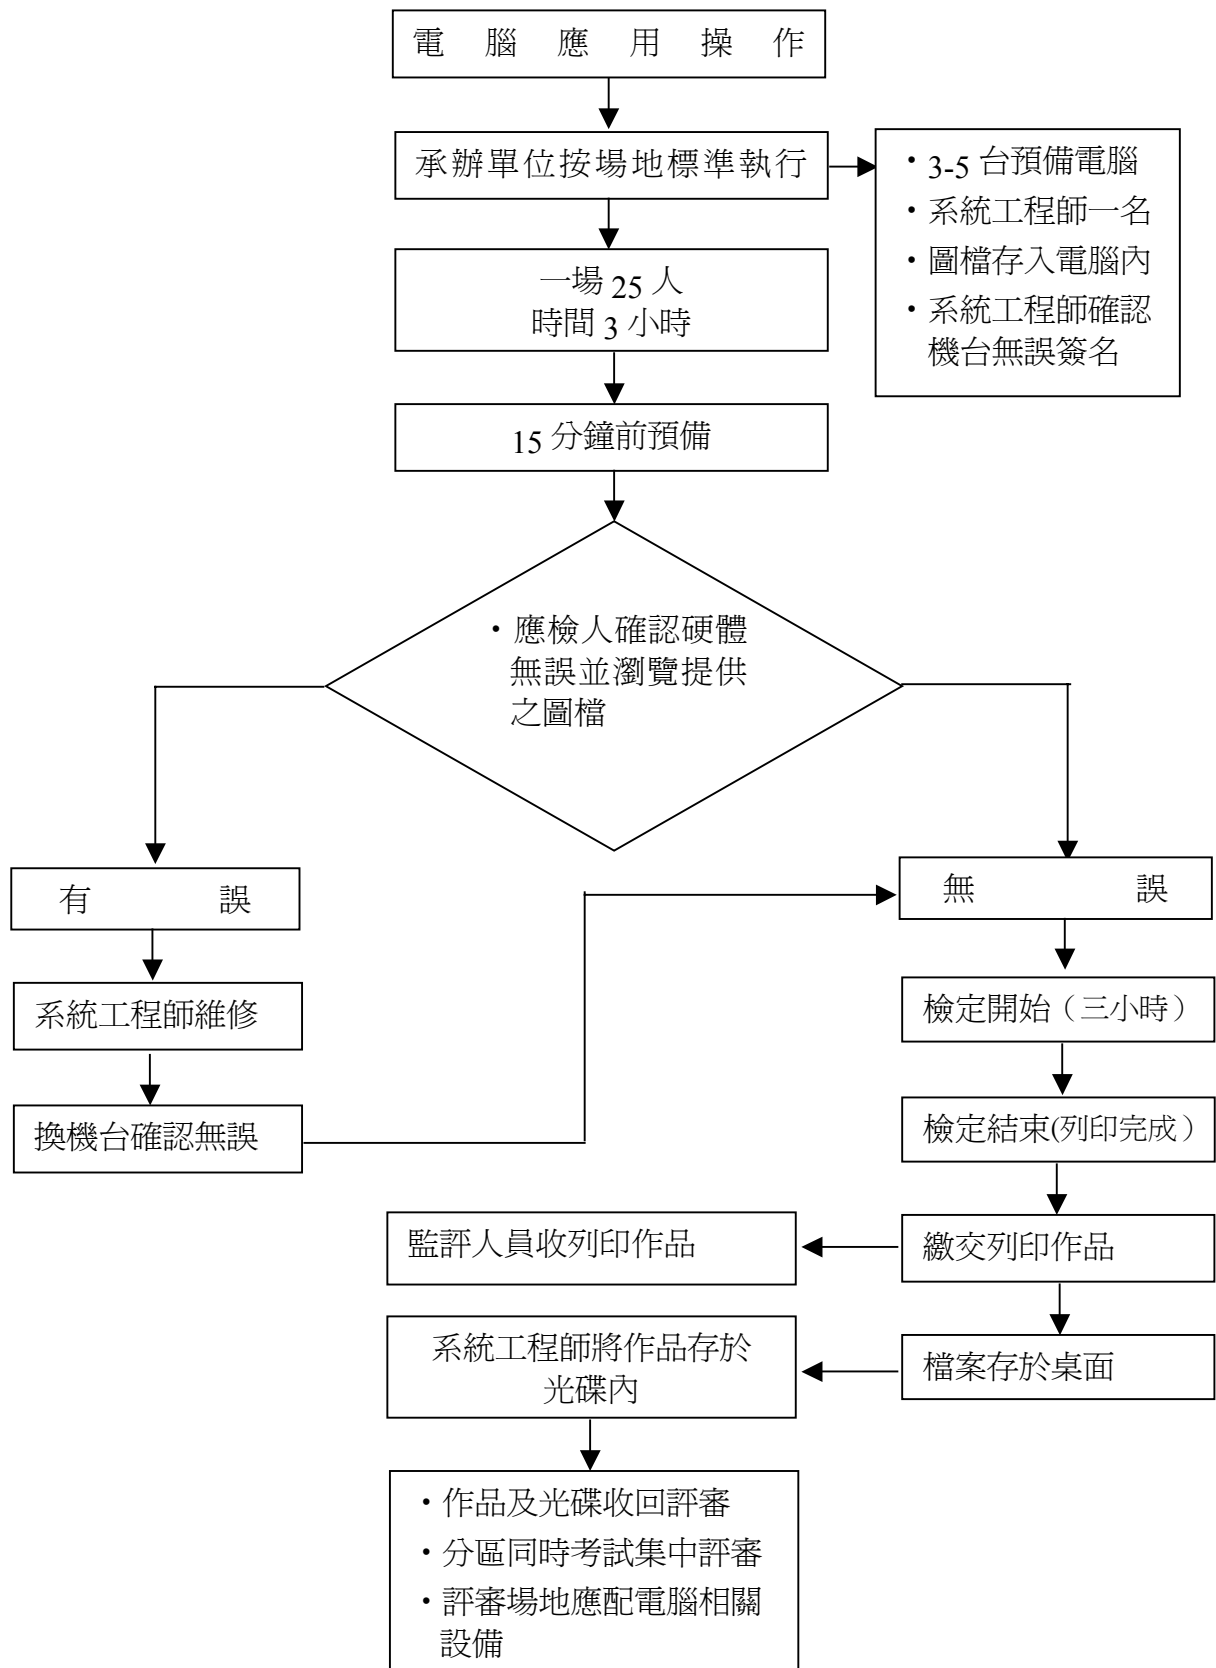 電腦應用操作
承辦單位按場地標準執行
・3-5 台預備電腦
・系統工程師一名
・圖檔存入電腦內
・系統工程師確認
機台無誤簽名
一場 25 人
時間 3 小時
15 分鐘前預備
・應檢人確認硬體
無誤並瀏覽提供
之圖檔
有誤
無誤
系統工程師維修
檢定開始（三小時）
換機台確認無誤
檢定結束(列印完成）
監評人員收列印作品
繳交列印作品
系統工程師將作品存於
光碟內
檔案存於桌面
・作品及光碟收回評審
・分區同時考試集中評審
・評審場地應配電腦相關
設備